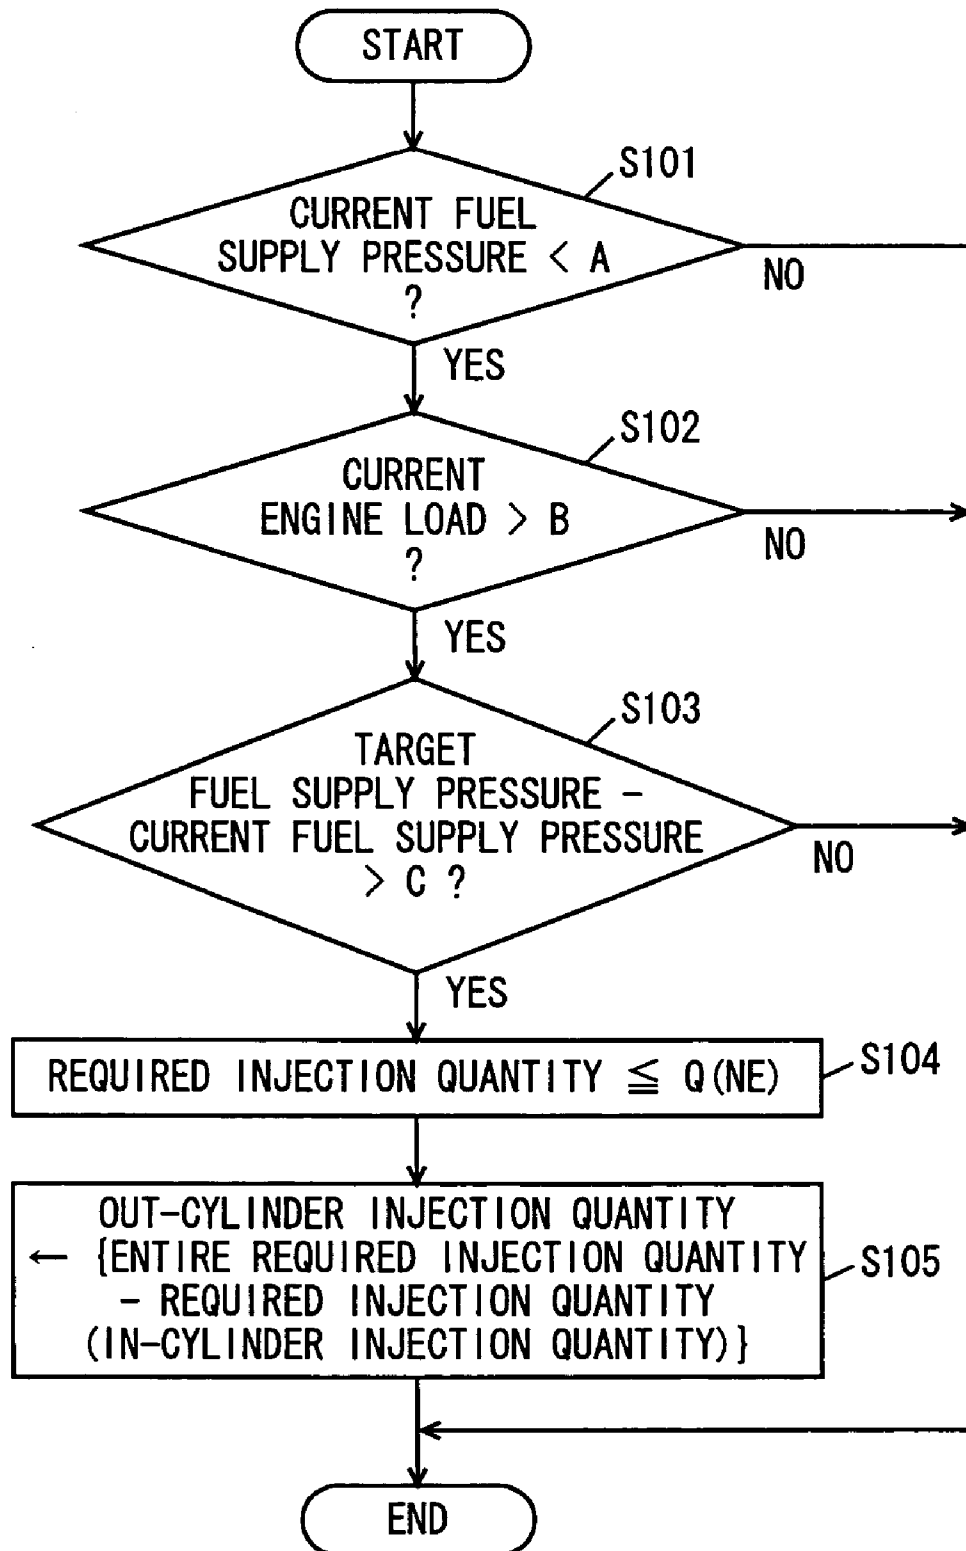 START
S101
CURRENT FUEL
SUPPLY PRESSURE < A
?
NO
YES
S102
CURRENT
ENGINE LOAD > B
?
NO
YES
S103
TARGET
FUEL SUPPLY PRESSURE -
CURRENT FUEL SUPPLY PRESSURE
> C ?
NO
YES
REQUIRED INJECTION QUANTITY ≦ Q(NE)
S104
OUT-CYLINDER INJECTION QUANTITY
← {ENTIRE REQUIRED INJECTION QUANTITY
- REQUIRED INJECTION QUANTITY
(IN-CYLINDER INJECTION QUANTITY)}
S105
END